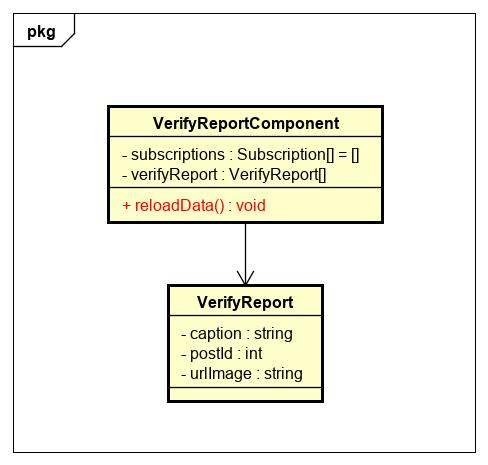 pkg
VerifyReportComponent
- subscriptions : Subscription[] = []
- verifyReport : VerifyReport[]
+ reloadData() : void
VerifyReport
- caption : string
- postId : int
- urlImage : string